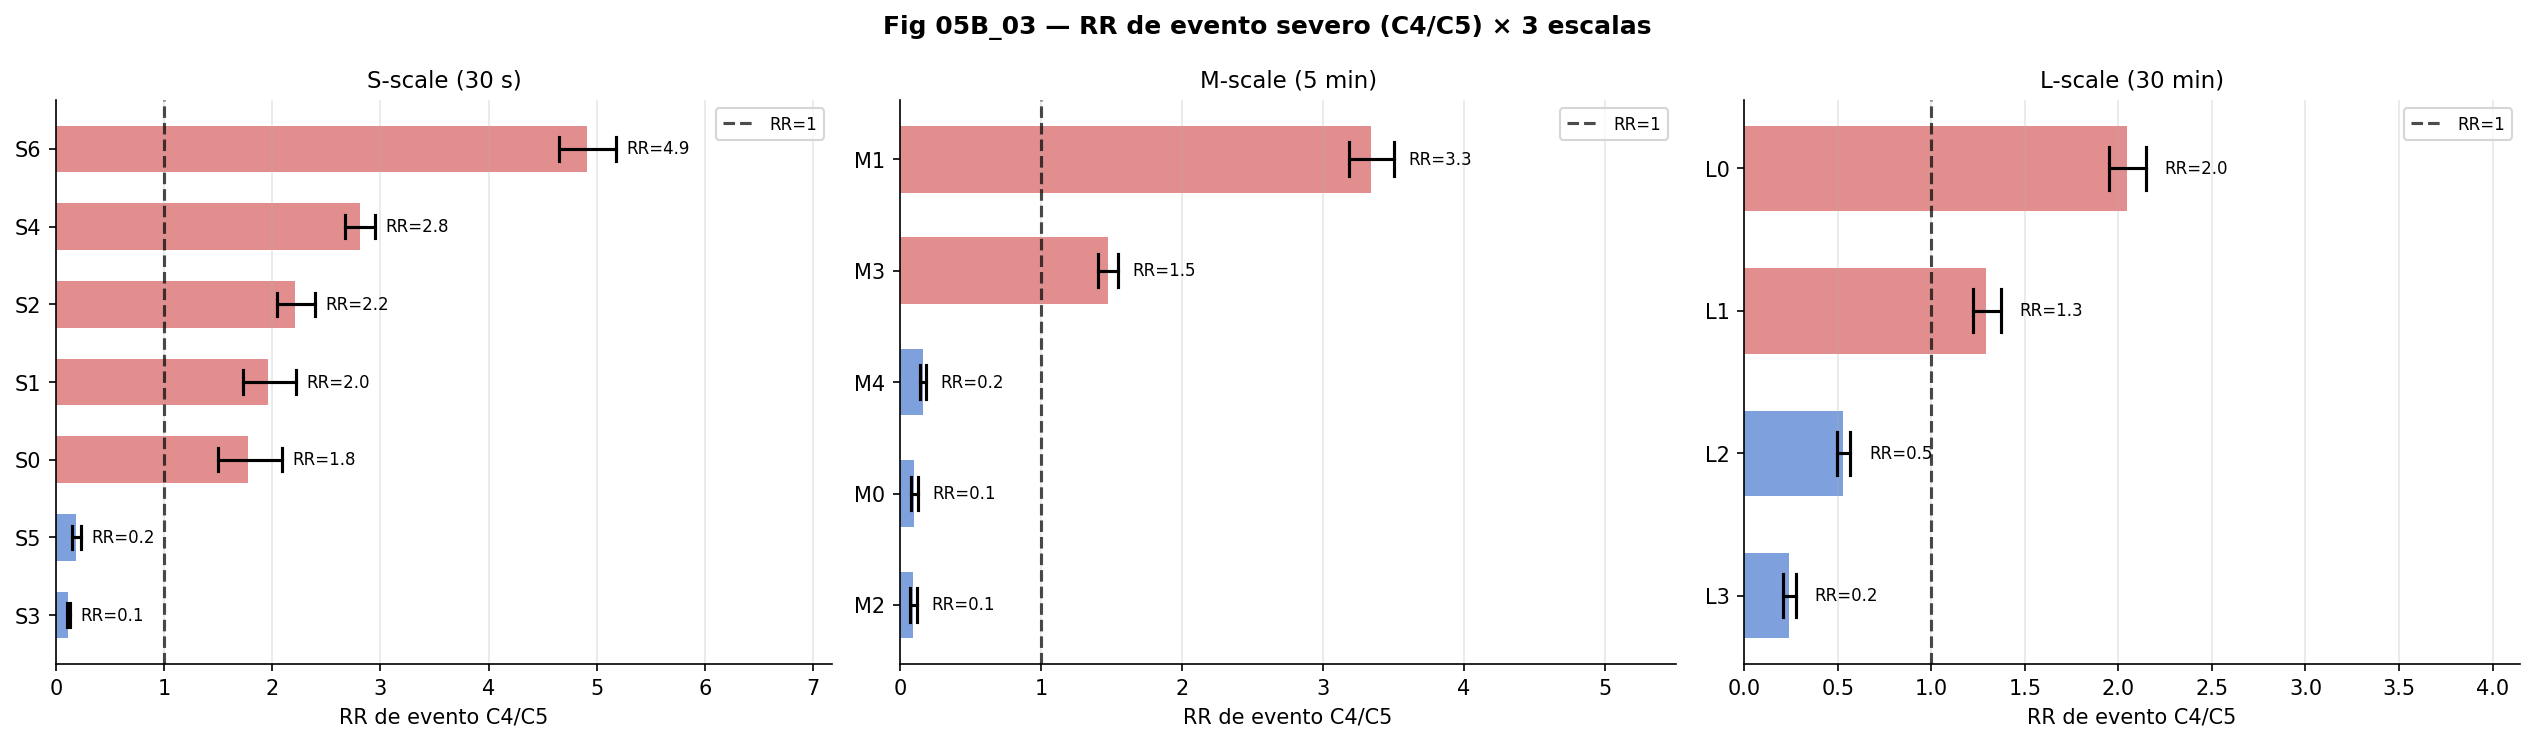 Fig 05B_03 — RR de evento severo (C4/C5) × 3 escalas
S-scale (30 s)
RR=1
S6
RR=4.9
S4
RR=2.8
S2
RR=2.2
S1
RR=2.0
S0
RR=1.8
S5
RR=0.2
S3
RR=0.1
0 1 2 3 4 5 6 7
RR de evento C4/C5
M-scale (5 min)
RR=1
M1
RR=3.3
M3
RR=1.5
M4
RR=0.2
M0
RR=0.1
M2
RR=0.1
0 1 2 3 4 5
RR de evento C4/C5
L-scale (30 min)
RR=1
L0
RR=2.0
L1
RR=1.3
L2
RR=0.5
L3
RR=0.2
0.0 0.5 1.0 1.5 2.0 2.5 3.0 3.5 4.0
RR de evento C4/C5